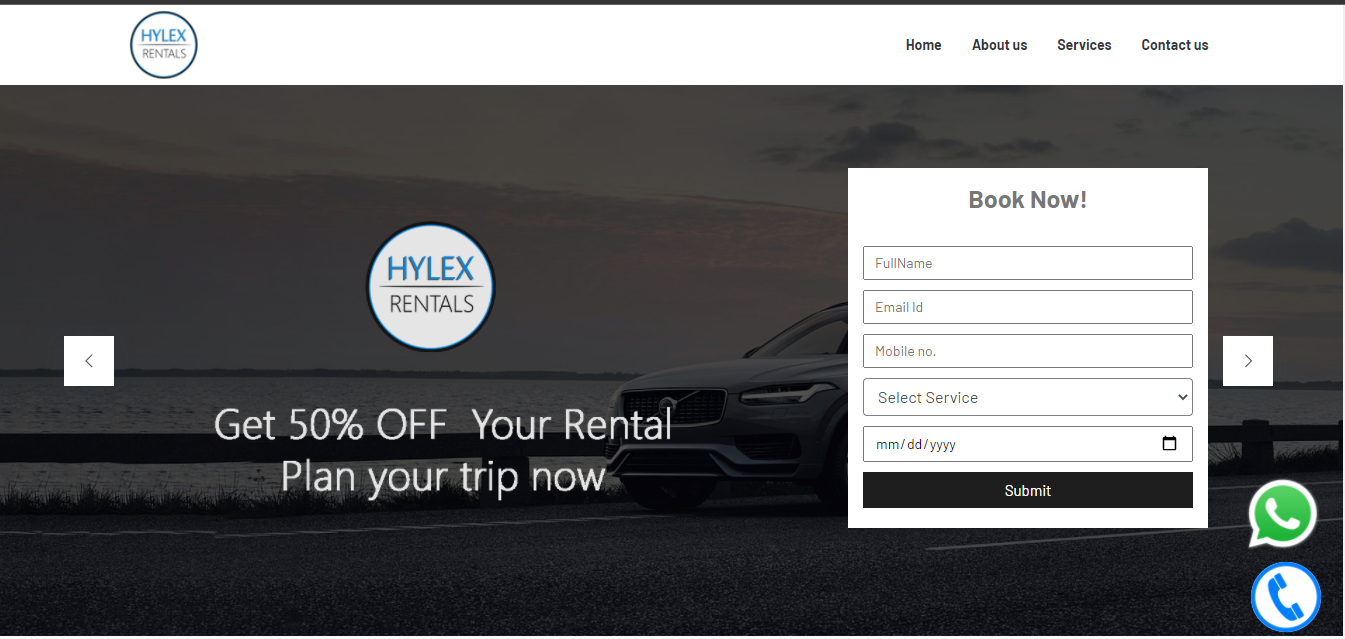 HYLEX
RENTALS
Home About us Services Contact us
Book Now!
FullName
Email Id
Mobile no.
Select Service
mm/dd/yyyy
Submit
HYLEX
RENTALS
Get 50% OFF Your Rental
Plan your trip now